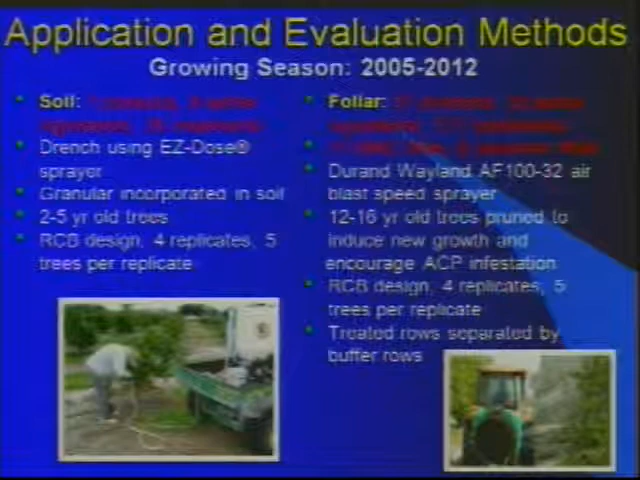 Application and Evaluation Methods
Growing Season: 2005-2012
Soil:
Drench using EZ-Dose®
sprayer
Granular incorporated in soil
2-5 yr old trees
RCB design, 4 replicates, 5
trees per replicate
Foliar:
Durand Wayland AF100-32 air
blast speed sprayer
12-16 yr old trees pruned to
induce new growth and
encourage ACP infestation
RCB design, 4 replicates, 5
trees per replicate
Treated rows separated by
buffer rows